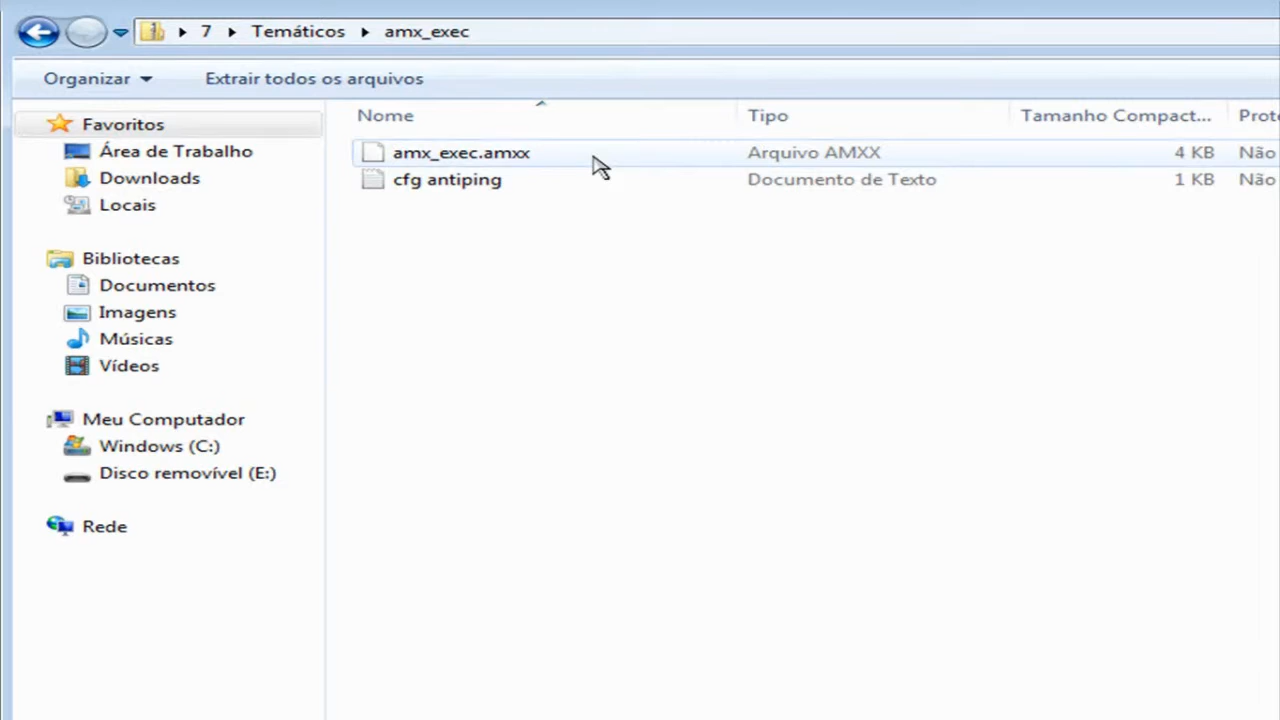 7 Temáticos amx_exec
Organizar Extrair todos os arquivos
Nome Tipo Tamanho Compact... Prote
Favoritos
Área de Trabalho
Downloads
Locais
Bibliotecas
Documentos
Imagens
Músicas
Vídeos
Meu Computador
Windows (C:)
Disco removível (E:)
Rede
amx_exec.amxx Arquivo AMXX 4 KB Não
cfg antiping Documento de Texto 1 KB Não